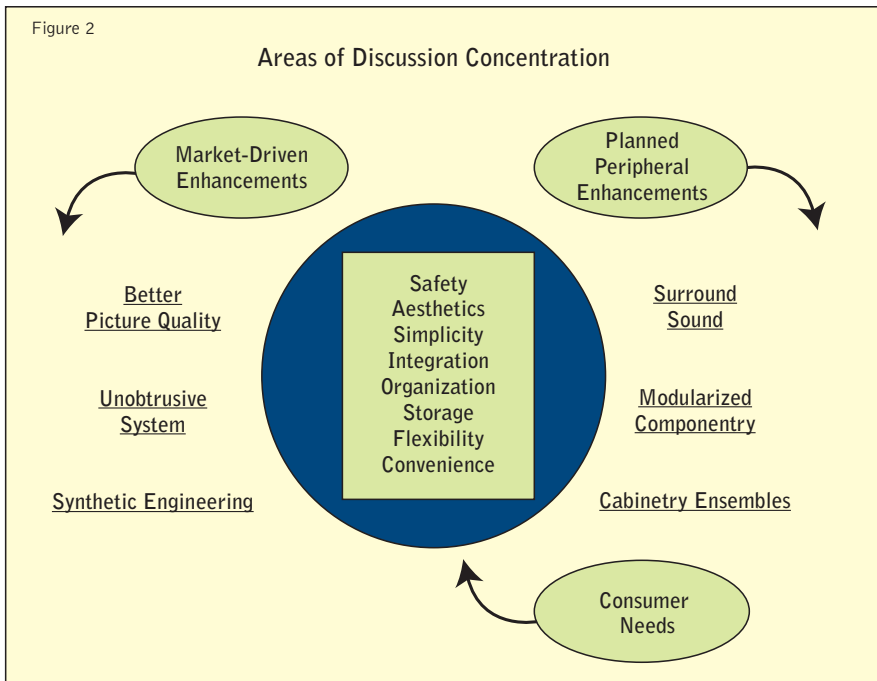 Figure 2
Areas of Discussion Concentration
Market-Driven
Enhancements
Planned
Peripheral
Enhancements
Better
Picture Quality
Unobtrusive
System
Synthetic Engineering
Safety
Aesthetics
Simplicity
Integration
Organization
Storage
Flexibility
Convenience
Surround
Sound
Modularized
Componentry
Cabinetry Ensembles
Consumer
Needs